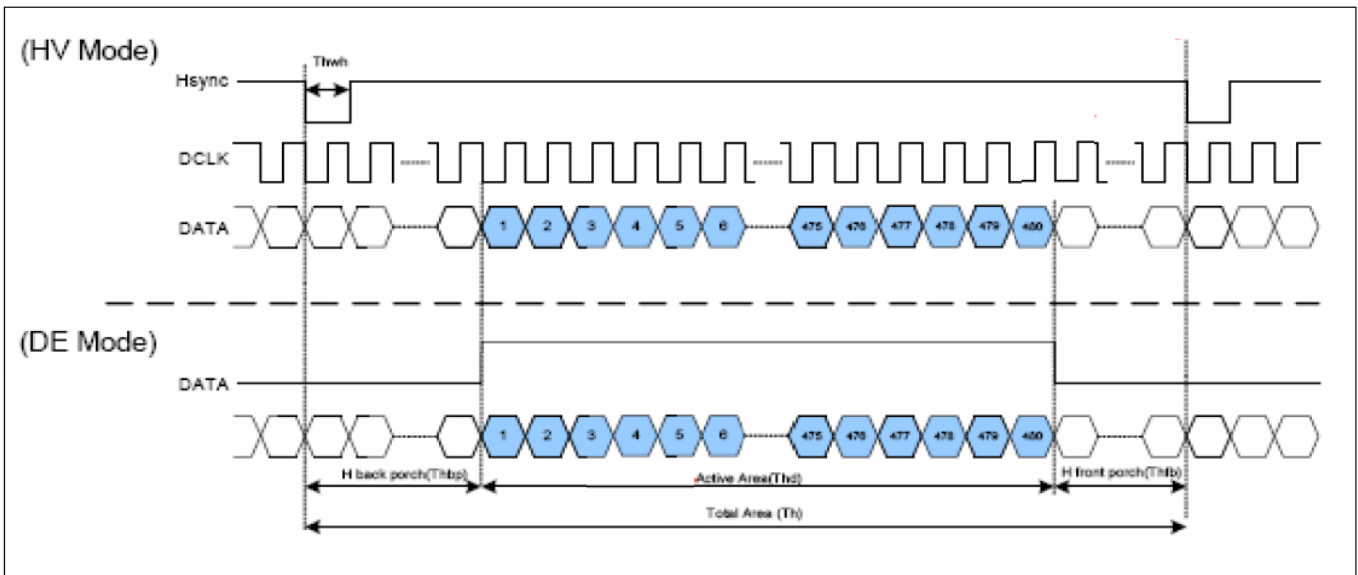 (HV Mode)
Thwh
Hsync
DCLK
DATA
1 2 3 4 5 6 475 476 477 478 479 480
(DE Mode)
DATA
1 2 3 4 5 6 475 476 477 478 479 480
H back porch(Thbp)
Active Area(Thd)
H front porch(Thfb)
Total Area (Th)